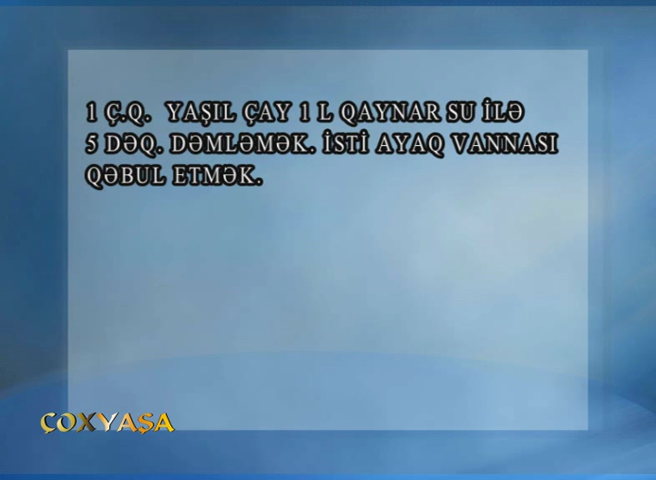 1 Ç.Q. YAŞIL ÇAY 1 L QAYNAR SU İLƏ
5 DƏQ. DƏMLƏMƏK. İSTİ AYAQ VANNASI
QƏBUL ETMƏK.
ÇOXYAŞA